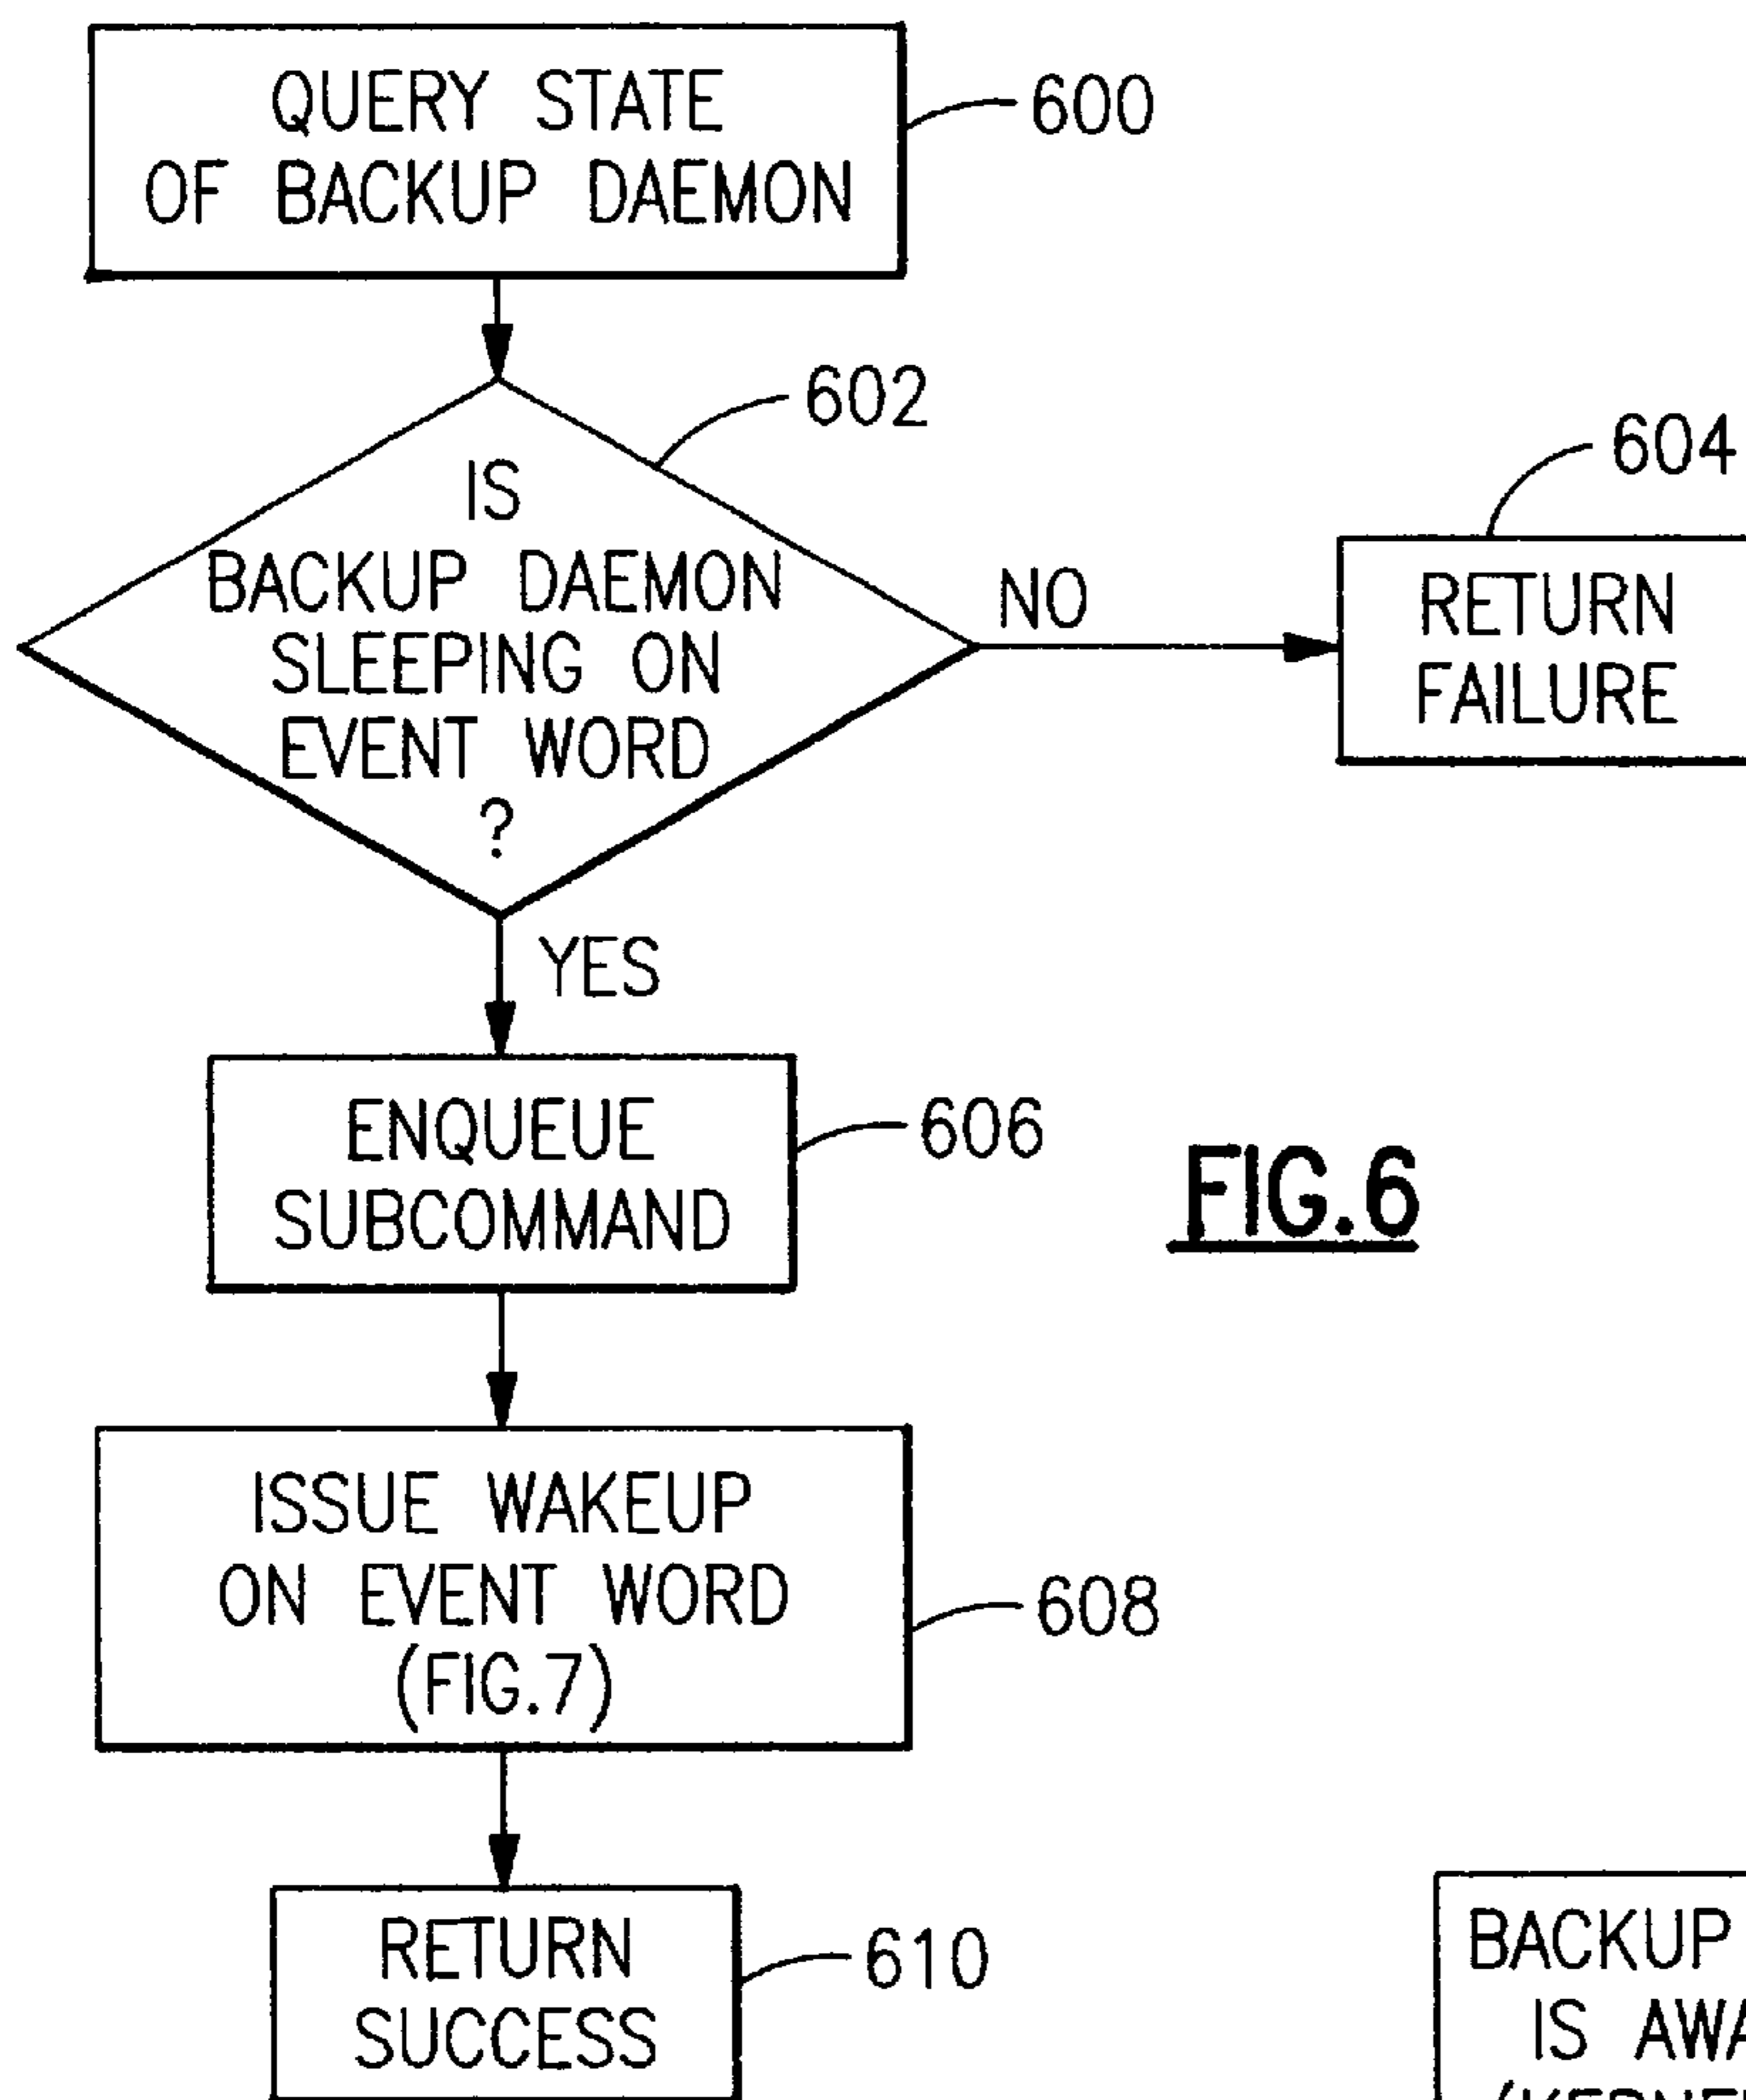 QUERY STATE
OF BACKUP DAEMON
600
602
IS
BACKUP DAEMON
SLEEPING ON
EVENT WORD
?
NO
604
RETURN
FAILURE
YES
ENQUEUE
SUBCOMMAND
606
FIG.6
ISSUE WAKEUP
ON EVENT WORD
(FIG.7)
608
RETURN
SUCCESS
610
BACKUP
IS